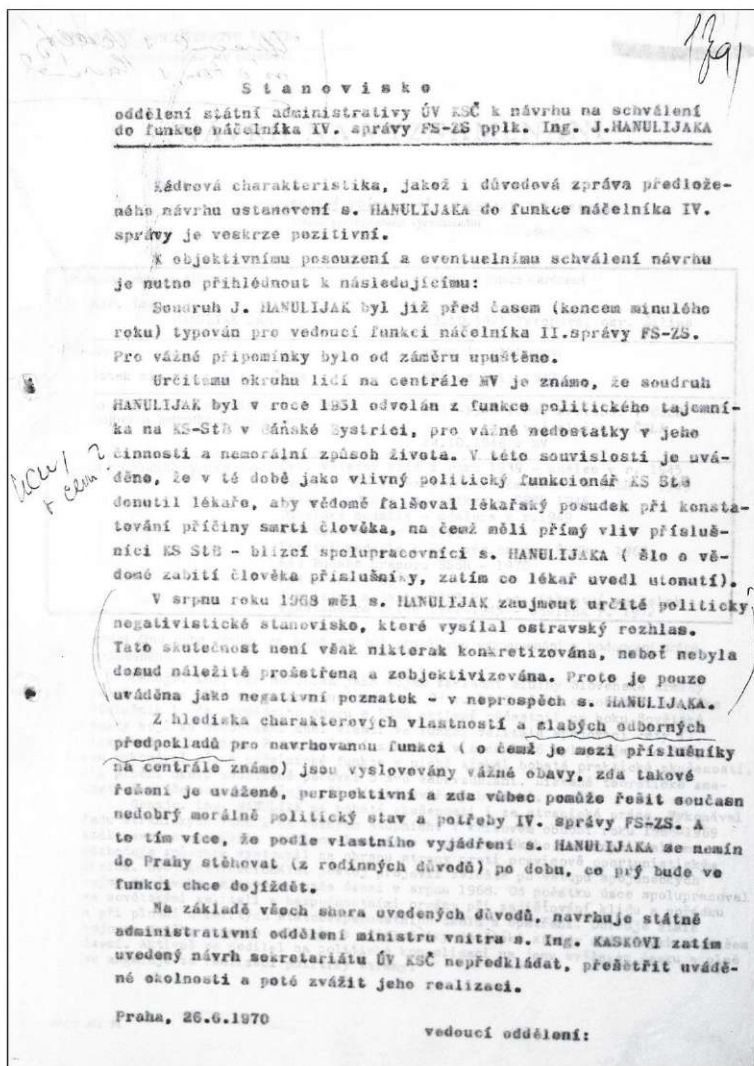 S t a n o v i s k o
oddělení státní administrativy ÚV KSČ k návrhu na schválení
do funkce náčelníka IV. správy FS-ZS pplk. Ing. J.HANULIJAKA
Kádrová charakteristika, jakož i důvodová zpráva předlože-
ného návrhu ustanovení s. HANULIJAKA do funkce náčelníka IV.
správy je veskrze pozitivní.
K objektivnímu posouzení a eventuelnímu schválení návrhu
je nutno přihlédnout k následujícímu:
Soudruh J. HANULIJAK byl již před časem (koncem minulého
roku) typován pro vedoucí funkci náčelníka II.správy FS-ZS.
Pro vážné připomínky bylo od záměru upuštěno.
Určitému okruhu lidí na centrále MV je známo, že soudruh
HANULIJAK byl v roce 1951 odvolán z funkce politického tajemní-
ka na KS-StB v Báňské Bystrici, pro vážné nedostatky v jeho
činnosti a nemorální způsob života. V této souvislosti je uvá-
děno, že v té době jako vlivný politický funkcionář KS StB
donutil lékaře, aby vědomě falšoval lékařský posudek při konsta-
tování příčiny smrti člověka, na čemž měli přímý vliv přísluš-
níci KS StB - blízcí spolupracovníci s. HANULIJAKA ( šlo o vě-
domé zabití člověka příslušníky, zatím co lékař uvedl utonutí).
V srpnu roku 1968 měl s. HANULIJAK zaujmout určité politicky
negativistické stanovisko, které vysílal ostravský rozhlas.
Tato skutečnost není však nikterak konkretizována, neboť nebyla
dosud náležitě prošetřena a zobjektivizována. Proto je pouze
uváděna jako negativní poznatek - v neprospěch s. HANULIJAKA.
Z hlediska charakterových vlastností a slabých odborných
předpokladů pro navrhovanou funkci ( o čemž je mezi příslušníky
na centrále známo) jsou vyslovovány vážné obavy, zda takové
řešení je uvážené, perspektivní a zda vůbec pomůže řešit současn
nedobrý morálně politický stav a potřeby IV. správy FS-ZS. A
to tím více, že podle vlastního vyjádření s. HANULIJAK se nemín
do Prahy stěhovat (z rodinných důvodů) po dobu, co prý bude ve
funkci chce dojíždět.
Na základě všech shora uvedených důvodů, navrhuje státně
administrativní oddělení ministru vnitra s. Ing. KASKOVI zatím
uvedený návrh sekretariátu ÚV KSČ nepředkládat, prošetřit uvádě-
né okolnosti a poté zvážit jeho realizaci.
Praha, 26.6.1970
vedoucí oddělení: